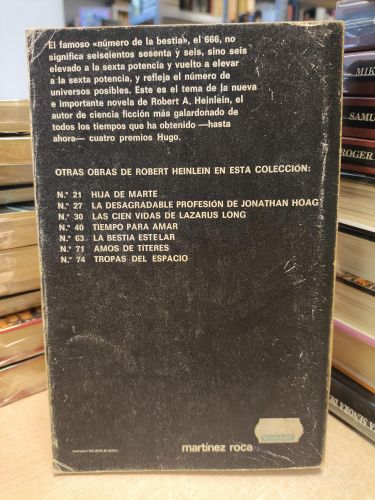 El famoso «número de la bestia», el 666, no
significa seiscientos sesenta y seis, sino seis
elevado a la sexta potencia y vuelto a elevar
a la sexta potencia, y refleja el número de
universos posibles. Este es el tema de la nueva
e importante novela de Robert A. Heinlein, el
autor de ciencia ficción más galardonado de
todos los tiempos que ha obtenido —hasta
ahora— cuatro premios Hugo.
OTRAS OBRAS DE ROBERT HEINLEIN EN ESTA COLECCIÓN:
N.º 21 HIJA DE MARTE
N.º 27 LA DESAGRADABLE PROFESIÓN DE JONATHAN HOAG
N.º 30 LAS CIEN VIDAS DE LAZARUS LONG
N.º 40 TIEMPO PARA AMAR
N.º 63 LA BESTIA ESTELAR
N.º 71 AMOS DE TÍTERES
N.º 74 TROPAS DEL ESPACIO
martínez roca
MIK
SAMU
ROGER
SEÑORA DE